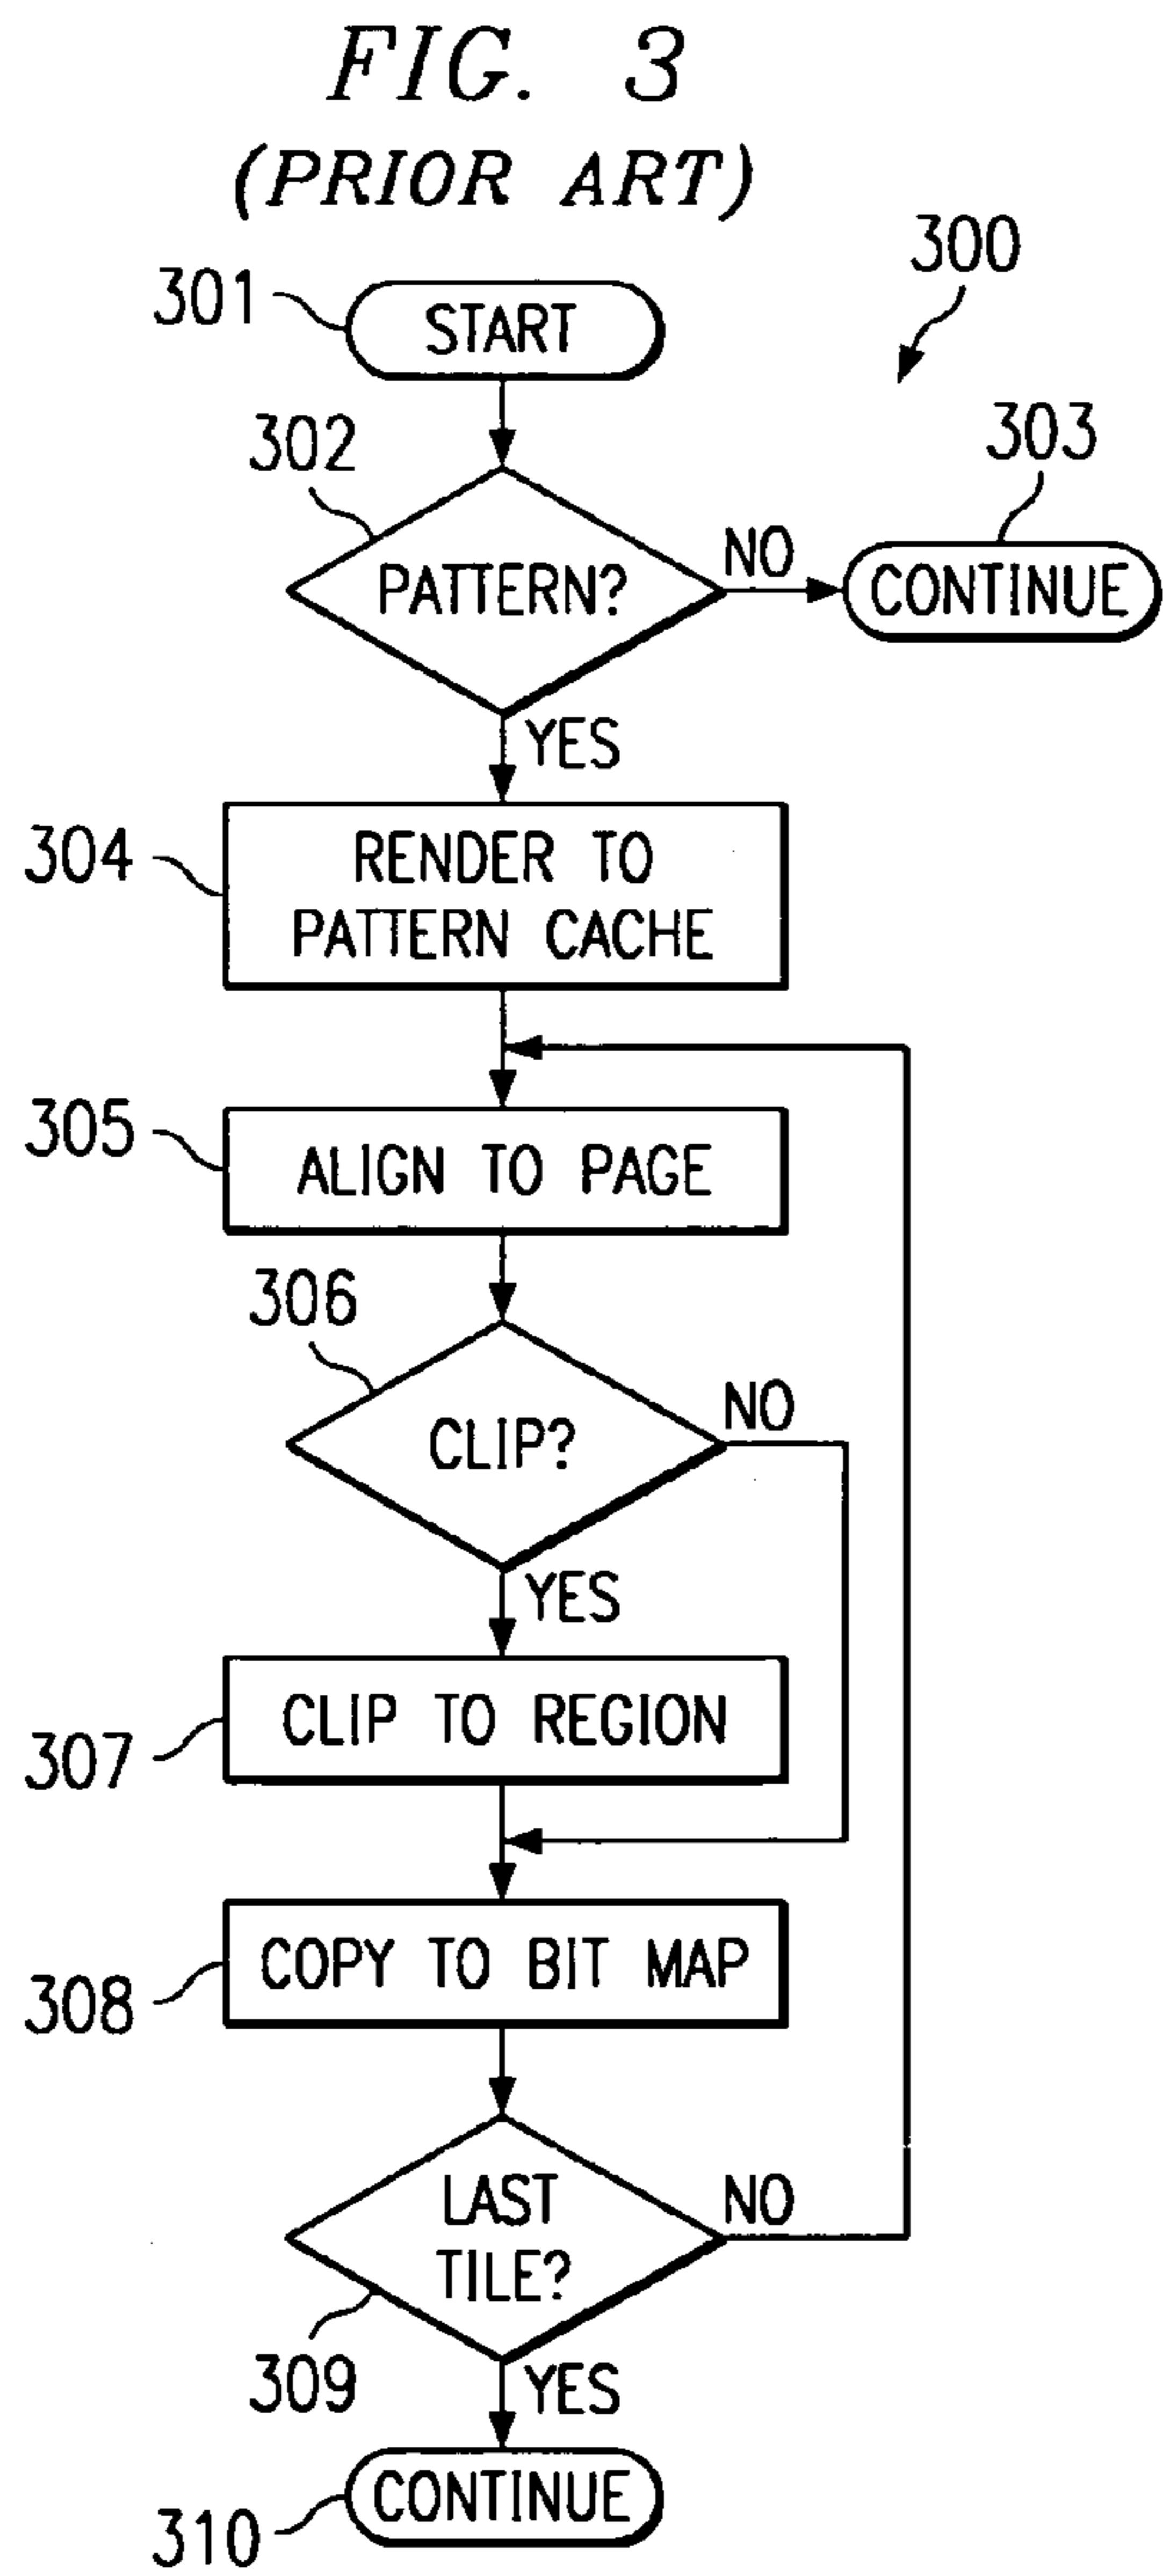 FIG. 3
(PRIOR ART)
300
301
START
302
PATTERN?
NO
303
CONTINUE
YES
304
RENDER TO
PATTERN CACHE
305
ALIGN TO PAGE
306
CLIP?
NO
YES
307
CLIP TO REGION
308
COPY TO BIT MAP
309
LAST
TILE?
NO
YES
310
CONTINUE